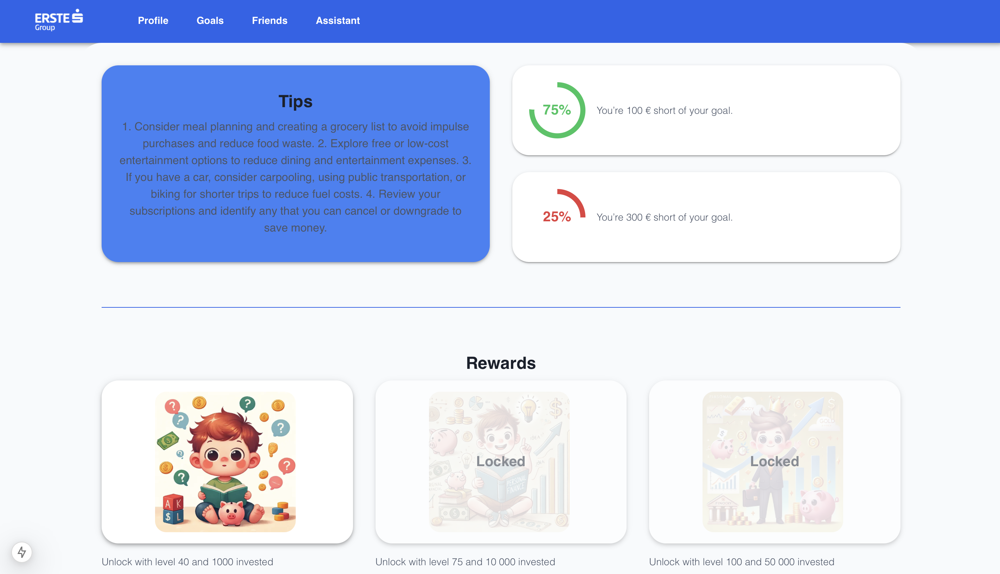 ERSTE
Group
Profile
Goals
Friends
Assistant
Tips
1. Consider meal planning and creating a grocery list to avoid impulse
purchases and reduce food waste. 2. Explore free or low-cost
entertainment options to reduce dining and entertainment expenses. 3.
If you have a car, consider carpooling, using public transportation, or
biking for shorter trips to reduce fuel costs. 4. Review your
subscriptions and identify any that you can cancel or downgrade to
save money.
75%
You’re 100 € short of your goal.
25%
You’re 300 € short of your goal.
Rewards
?
$
?
$
?
?
$
?
$
?
?
A K
$ L
Unlock with level 40 and 1000 invested
$
IDEA
IDEA
Locked
PERSONAL
FINANCE
$
Unlock with level 75 and 10 000 invested
PERSONAL
GOCY
$
GOLD
$
Locked
FINOCKY
Unlock with level 100 and 50 000 invested